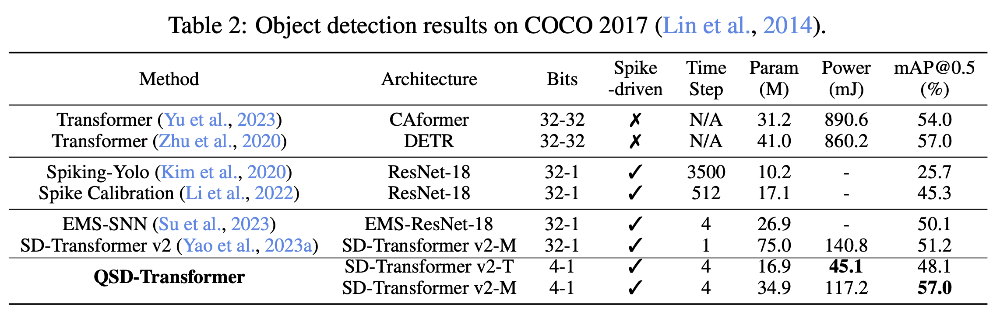 Table 2: Object detection results on COCO 2017 (Lin et al., 2014).
Method Architecture Bits Spike -driven Time Step Param (M) Power (mJ) mAP@0.5 (%)
Transformer (Yu et al., 2023) CAformer 32-32 ✗ N/A 31.2 890.6 54.0
Transformer (Zhu et al., 2020) DETR 32-32 ✗ N/A 41.0 860.2 57.0
Spiking-Yolo (Kim et al., 2020) ResNet-18 32-1 ✓ 3500 10.2 - 25.7
Spike Calibration (Li et al., 2022) ResNet-18 32-1 ✓ 512 17.1 - 45.3
EMS-SNN (Su et al., 2023) EMS-ResNet-18 32-1 ✓ 4 26.9 - 50.1
SD-Transformer v2 (Yao et al., 2023a) SD-Transformer v2-M 32-1 ✓ 1 75.0 140.8 51.2
QSD-Transformer SD-Transformer v2-T 4-1 ✓ 4 16.9 45.1 48.1
SD-Transformer v2-M 4-1 ✓ 4 34.9 117.2 57.0